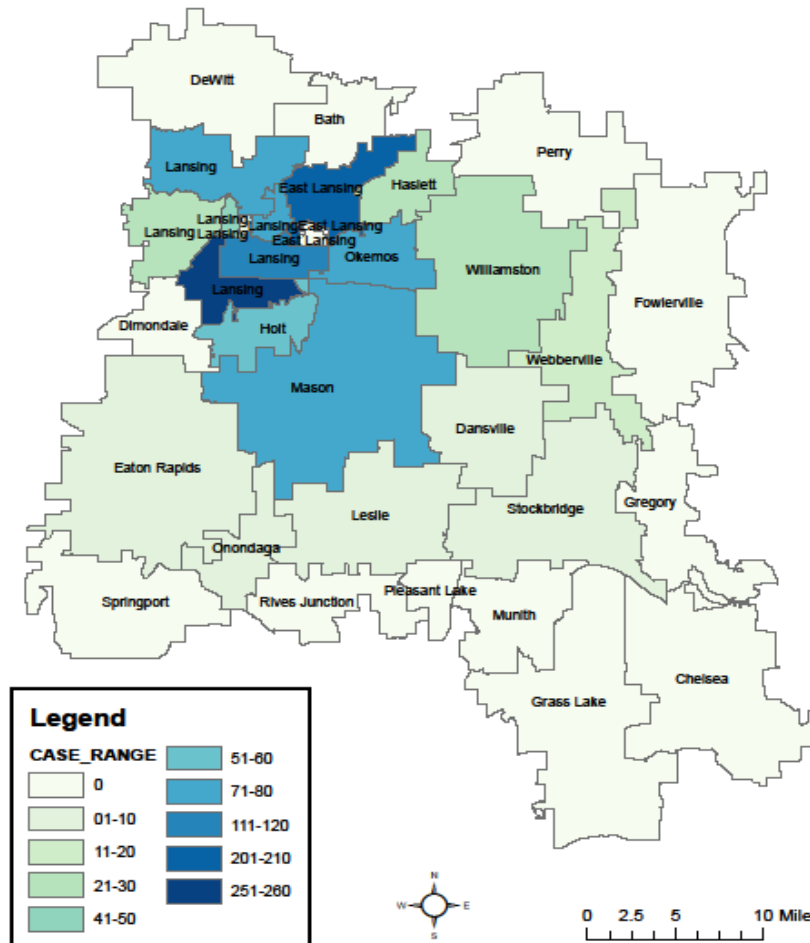 DeWitt
Bath
Perry
Lansing
East Lansing
Haslett
Lansing
Lansing
East Lansing
Lansing
Lansing
East Lansing
Lansing
Okemos
Williamston
Lansing
Fowlerville
Dimondale
Holt
Webberville
Mason
Dansville
Eaton Rapids
Gregory
Leslie
Stockbridge
Onondaga
Pleasant Lake
Springport
Rives Junction
Munith
Chelsea
Grass Lake
Legend
CASE_RANGE
0
01-10
11-20
21-30
41-50
51-60
71-80
111-120
201-210
251-260
N
W E
S
0 2.5 5 10 Mile